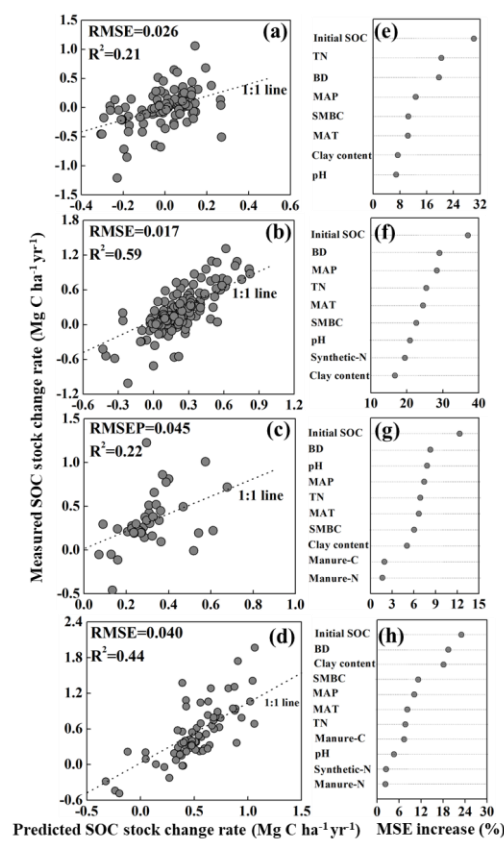 RMSE=0.026
R²=0.21
(a)
1:1 line
1.5
1.0
0.5
0.0
-0.5
-1.0
-1.5
-0.4 -0.2 0.0 0.2 0.4 0.6
(e)
Initial SOC
TN
BD
MAP
SMBC
MAT
Clay content
pH
0 8 16 24 32
RMSE=0.017
R²=0.59
(b)
1:1 line
1.8
1.2
0.6
0.0
-0.6
-1.2
-0.6 -0.3 0.0 0.3 0.6 0.9 1.2
(f)
Initial SOC
BD
MAP
TN
MAT
SMBC
pH
Synthetic-N
Clay content
10 20 30 40
RMSEP=0.045
R²=0.22
(c)
1:1 line
1.5
1.0
0.5
0.0
-0.5
0.0 0.2 0.4 0.6 0.8 1.0
(g)
Initial SOC
BD
pH
MAP
TN
MAT
SMBC
Clay content
Manure-C
Manure-N
0 3 6 9 12 15
RMSE=0.040
R²=0.44
(d)
1:1 line
2.4
1.8
1.2
0.6
0.0
-0.6
-0.5 0.0 0.5 1.0 1.5
(h)
Initial SOC
BD
Clay content
SMBC
MAP
MAT
TN
Manure-C
pH
Synthetic-N
Manure-N
0 6 12 18 24 30
Measured SOC stock change rate (Mg C ha⁻¹ yr⁻¹)
Predicted SOC stock change rate (Mg C ha⁻¹ yr⁻¹)
MSE increase (%)